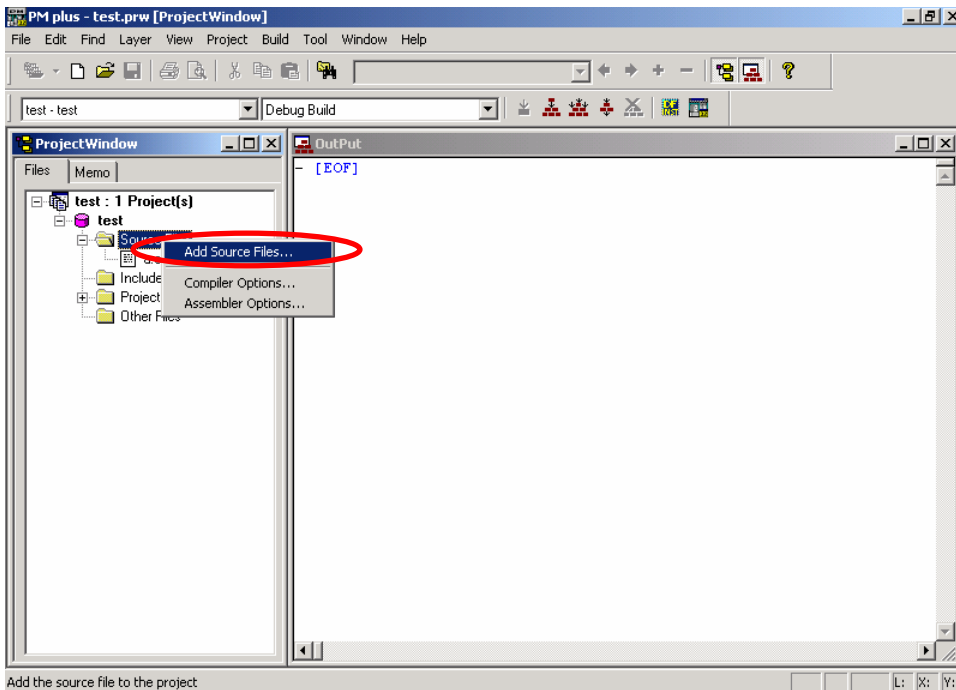 PM plus - test.prw [ProjectWindow]
File Edit Find Layer View Project Build Tool Window Help
test - test Debug Build
ProjectWindow
OutPut
Files Memo
[EOF]
test : 1 Project(s)
test
Source
Add Source Files...
Include
Compiler Options...
Project
Assembler Options...
Other Files
Add the source file to the project
L: X: Y: